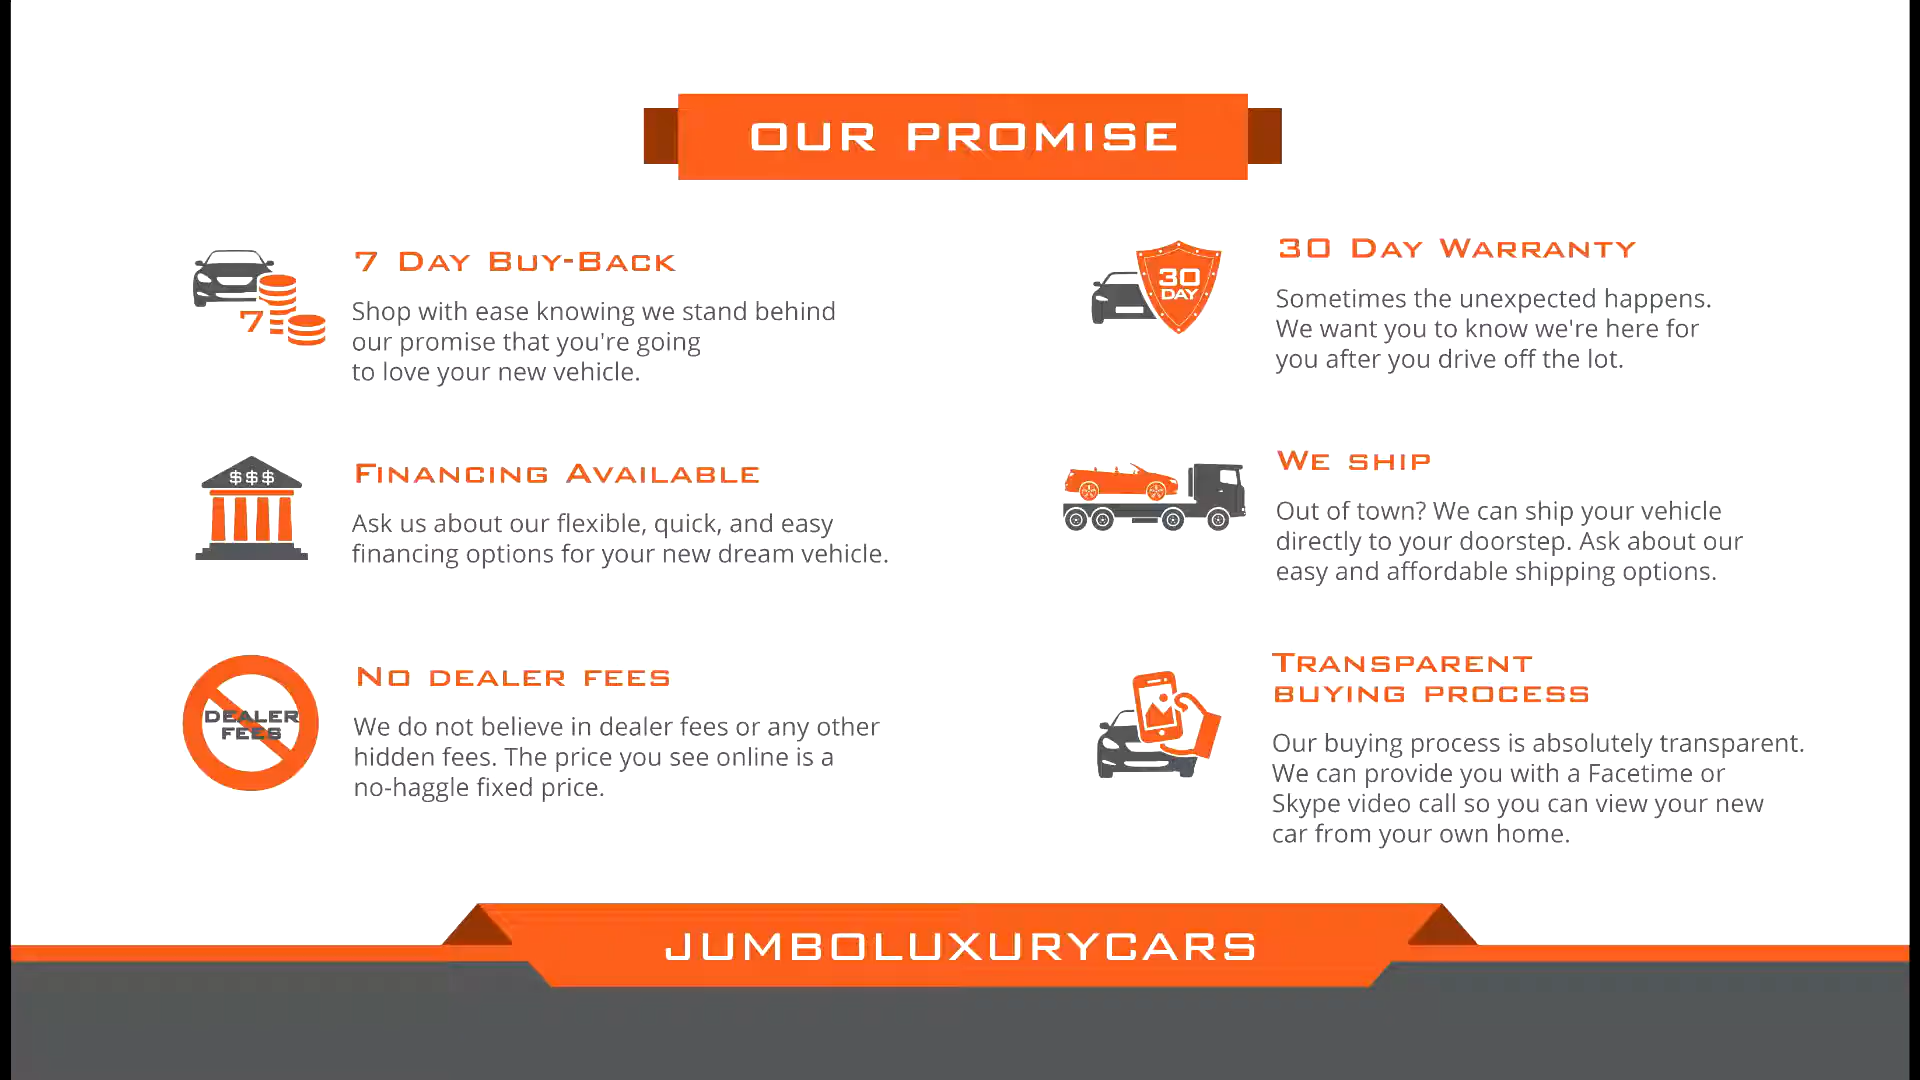 OUR PROMISE
7 DAY BUY-BACK
Shop with ease knowing we stand behind
our promise that you're going
to love your new vehicle.
7
30 DAY WARRANTY
Sometimes the unexpected happens.
We want you to know we're here for
you after you drive off the lot.
30
DAY
FINANCING AVAILABLE
Ask us about our flexible, quick, and easy
financing options for your new dream vehicle.
$$$
WE SHIP
Out of town? We can ship your vehicle
directly to your doorstep. Ask about our
easy and affordable shipping options.
NO DEALER FEES
We do not believe in dealer fees or any other
hidden fees. The price you see online is a
no-haggle fixed price.
DEALER
FEES
TRANSPARENT
BUYING PROCESS
Our buying process is absolutely transparent.
We can provide you with a Facetime or
Skype video call so you can view your new
car from your own home.
JUMBOLUXURYCARS